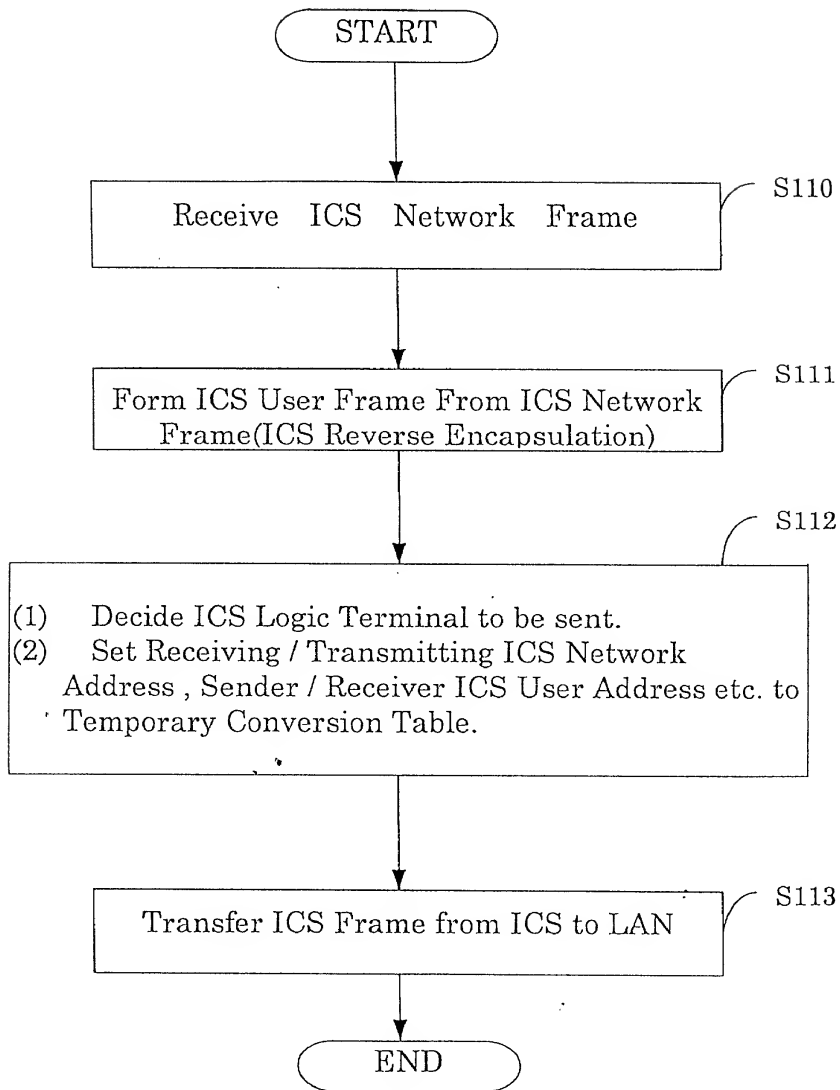 START
S110
Receive ICS Network Frame
S111
Form ICS User Frame From ICS Network
Frame(ICS Reverse Encapsulation)
S112
(1) Decide ICS Logic Terminal to be sent.
(2) Set Receiving / Transmitting ICS Network
Address , Sender / Receiver ICS User Address etc. to
Temporary Conversion Table.
S113
Transfer ICS Frame from ICS to LAN
END